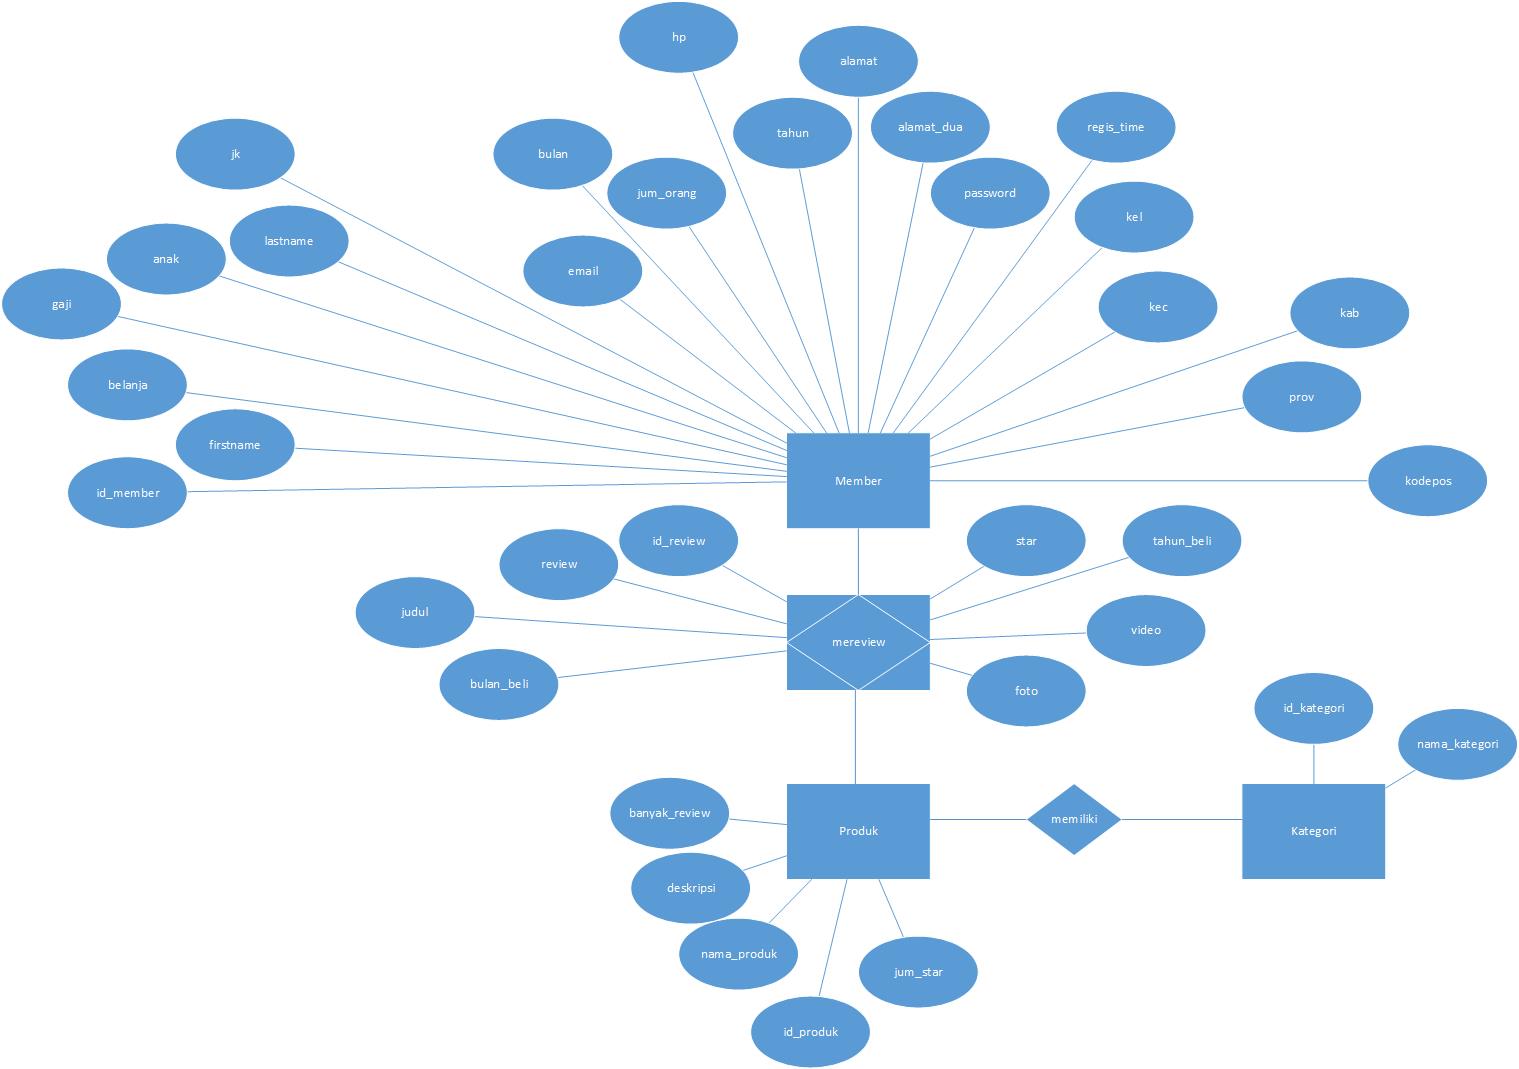 hp
alamat
tahun
alamat_dua
regis_time
jk
bulan
jum_orang
password
kel
lastname
anak
email
gaji
kec
kab
belanja
prov
firstname
id_member
Member
kodepos
id_review
star
tahun_beli
review
judul
video
mereview
bulan_beli
foto
id_kategori
nama_kategori
banyak_review
Produk
memiliki
Kategori
deskripsi
nama_produk
jum_star
id_produk